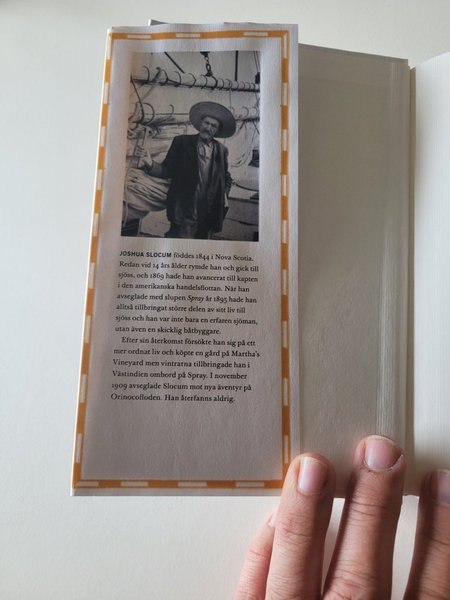 JOSHUA SLOCUM föddes 1844 i Nova Scotia.
Redan vid 14 års ålder rymde han och gick till
sjöss, och 1869 hade han avancerat till kapten
i den amerikanska handelsflottan. När han
avseglade med slupen Spray år 1895 hade han
alltså tillbringat större delen av sitt liv till
sjöss och han var inte bara en erfaren sjöman,
utan även en skicklig båtbyggare.
Efter sin återkomst försökte han sig på ett
mer ordnat liv och köpte en gård på Martha's
Vineyard men vintrarna tillbringade han i
Västindien ombord på Spray. I november
1909 avseglade Slocum mot nya äventyr på
Orinocofloden. Han återfanns aldrig.